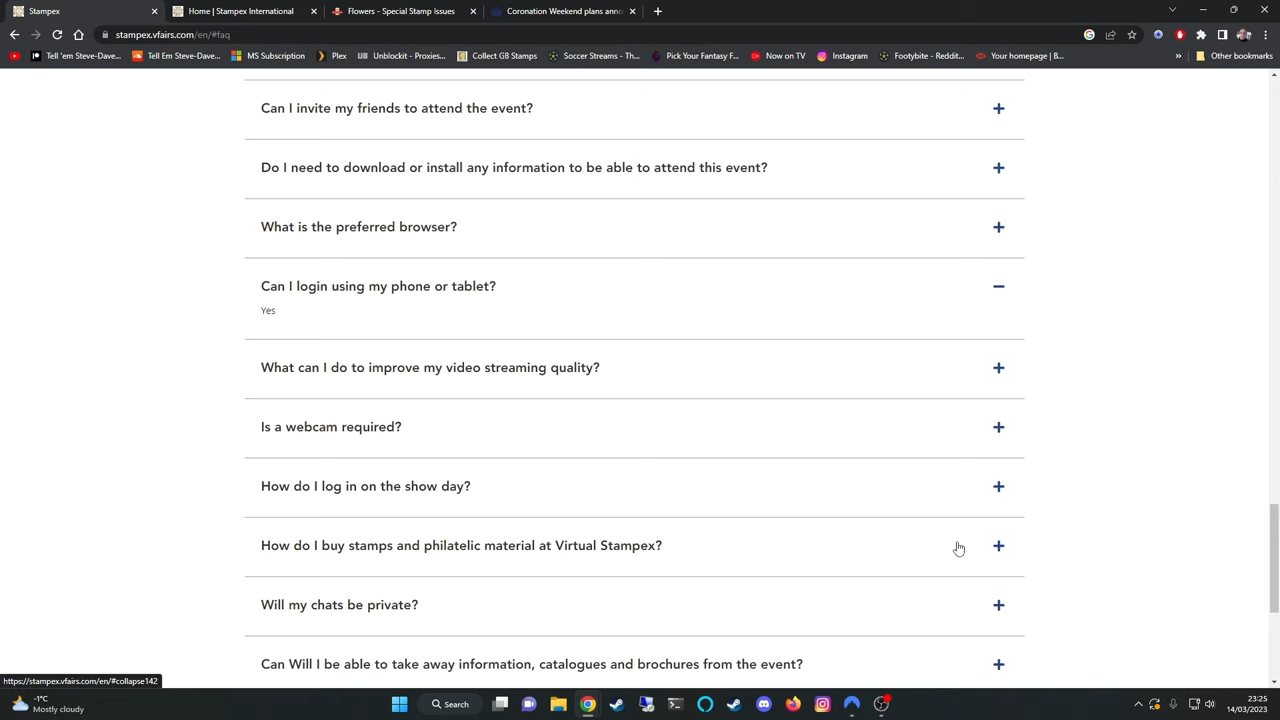 Stampex
Home | Stampex International
Flowers - Special Stamp Issues
Coronation Weekend plans ann
stampex.vfairs.com/en/#faq
Tell 'em Steve-Dave...
Tell Em Steve-Dave...
MS Subscription
Plex
Unblockit - Proxies...
Collect GB Stamps
Soccer Streams - Th...
Pick Your Fantasy F...
Now on TV
Instagram
Footybite - Reddit...
Your homepage | B...
»
Other bookmarks
Can I invite my friends to attend the event?
Do I need to download or install any information to be able to attend this event?
What is the preferred browser?
Can I login using my phone or tablet?
Yes
What can I do to improve my video streaming quality?
Is a webcam required?
How do I log in on the show day?
How do I buy stamps and philatelic material at Virtual Stampex?
Will my chats be private?
Can Will I be able to take away information, catalogues and brochures from the event?
https://stampex.vfairs.com/en/#collapse142
-1°C
Mostly cloudy
Search
23:25
14/03/2023